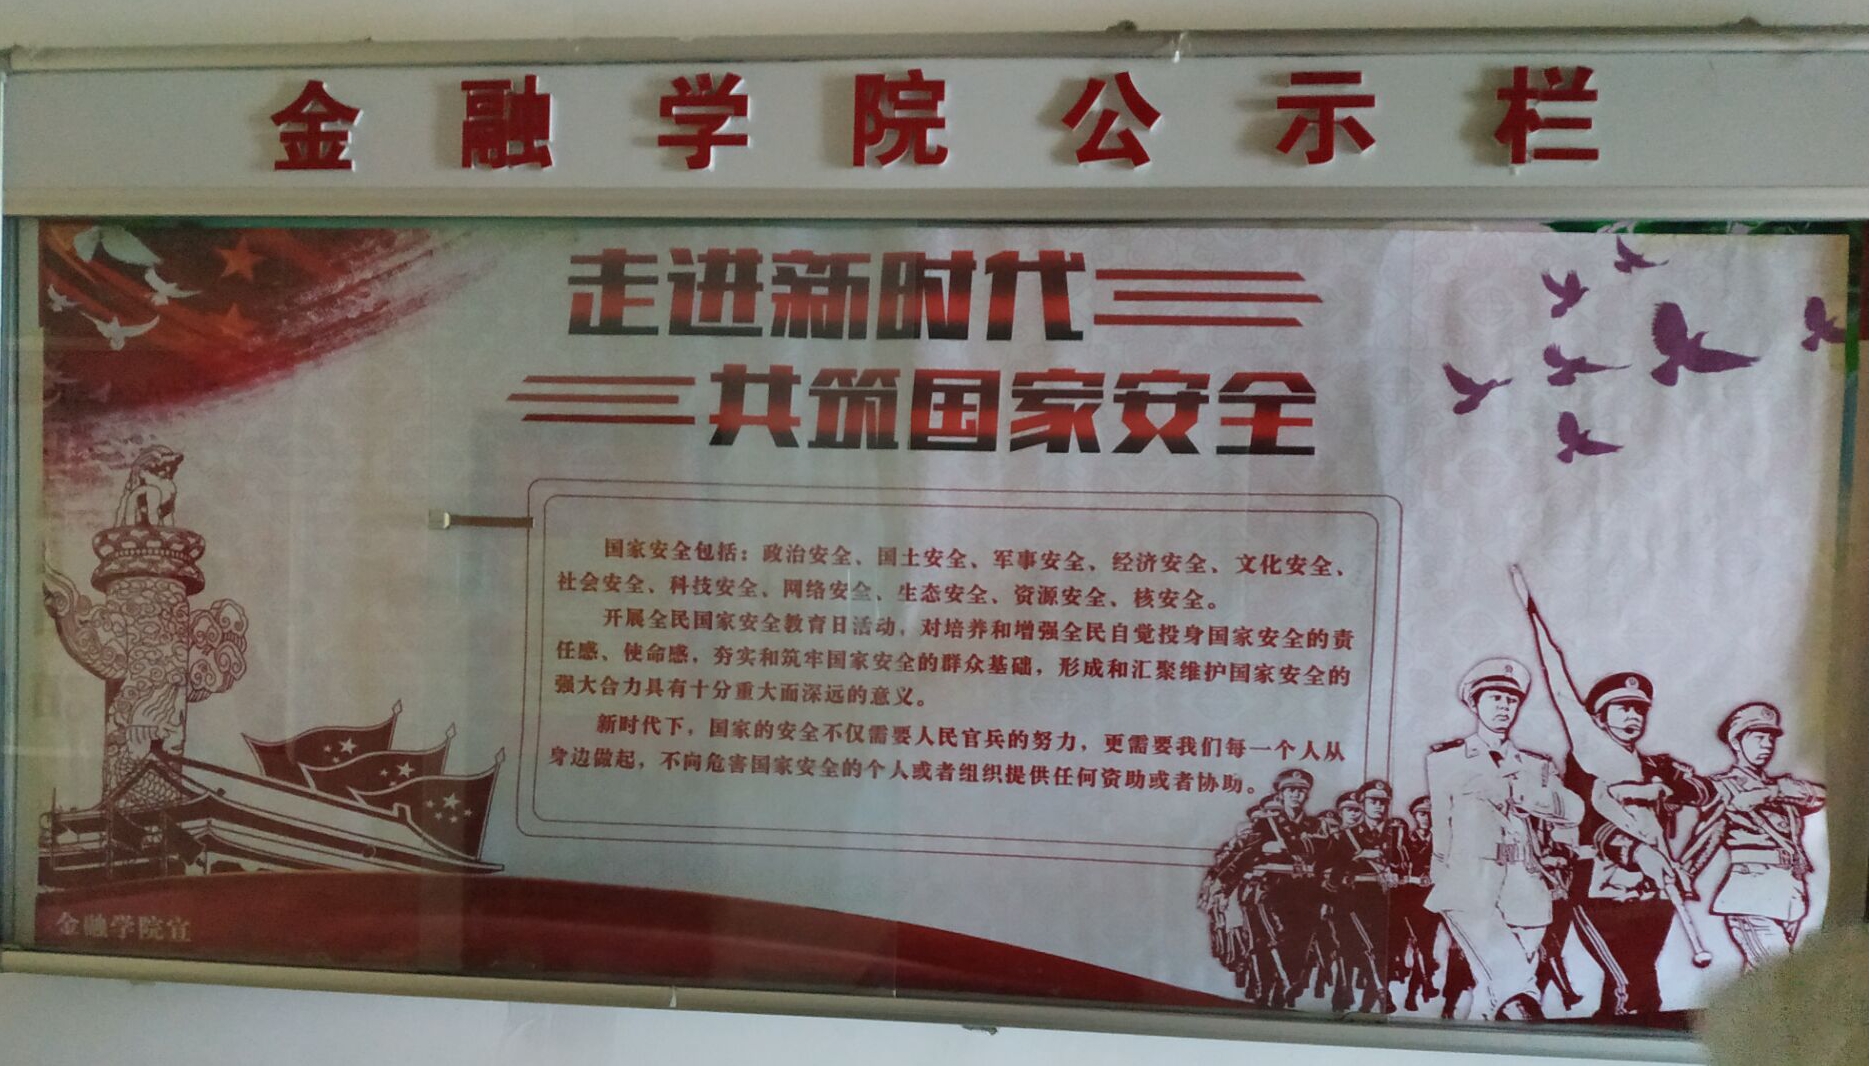 金融学院公示栏
走进新时代
共筑国家安全
国家安全包括：政治安全、国土安全、军事安全、经济安全、文化安全、
社会安全、科技安全、网络安全、生态安全、资源安全、核安全。
开展全民国家安全教育日活动，对培养和增强全民自觉投身国家安全的责
任感、使命感，夯实和筑牢国家安全的群众基础，形成和汇聚维护国家安全的
强大合力具有十分重大而深远的意义。
新时代下，国家的安全不仅需要人民官兵的努力，更需要我们每一个人从
身边做起，不向危害国家安全的个人或者组织提供任何资助或者协助。
金融学院宣